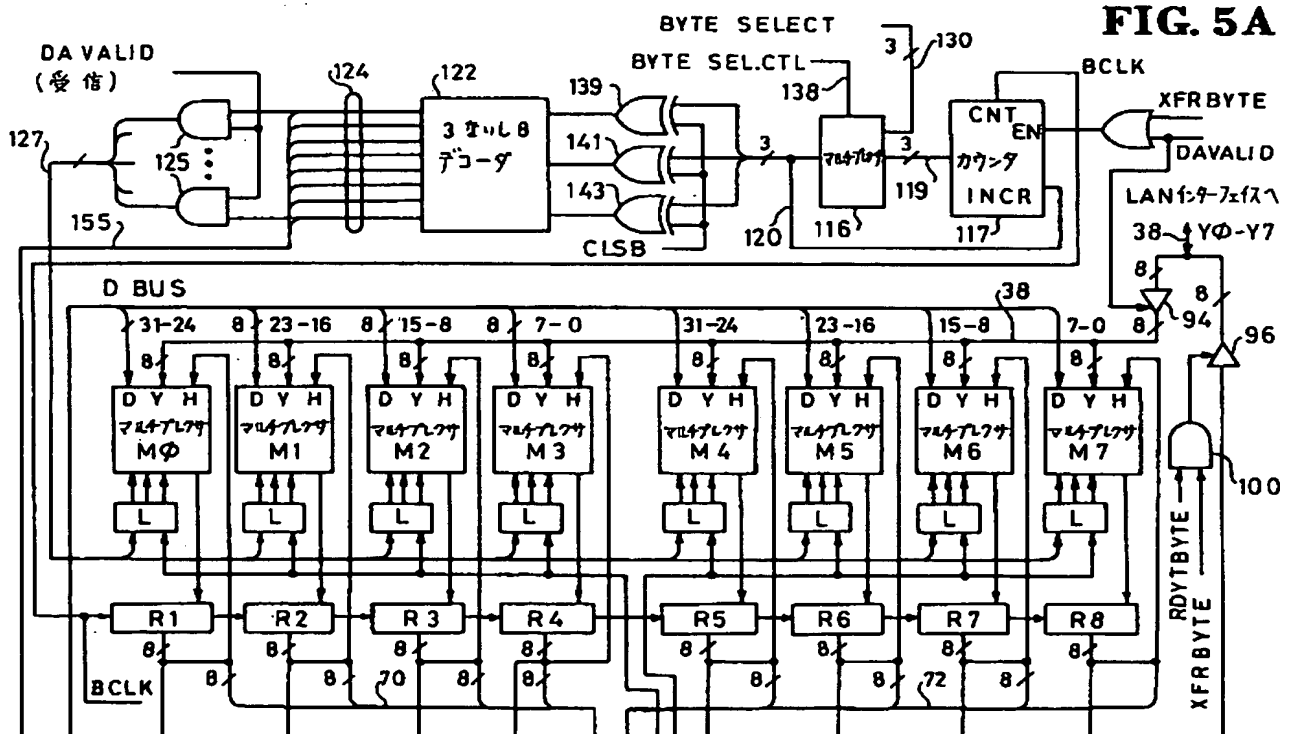 FIG. 5A
BYTE SELECT
BYTE SEL.CTL
3
130
138
BCLK
XFRBYTE
DAVALID
DA VALID
(受信)
124
122
139
3ないし8
デコーダ
141
143
CLSB
127
125
125
155
3
120
マルチプレクサ
116
3
119
CNT
EN
カウンタ
INCR
117
LANインターフェイスへ
38
YØ-Y7
8
8
94
8
96
D BUS
38
31-24
8
23-16
8
15-8
8
7-0
31-24
23-16
15-8
7-0
8
8
8
8
8
8
8
8
D Y H
マルチプレクサ
MØ
D Y H
マルチプレクサ
M1
D Y H
マルチプレクサ
M2
D Y H
マルチプレクサ
M3
D Y H
マルチプレクサ
M4
D Y H
マルチプレクサ
M5
D Y H
マルチプレクサ
M6
D Y H
マルチプレクサ
M7
L
L
L
L
L
L
L
L
100
RDYTBYTE
XFRBYTE
R1
R2
R3
R4
R5
R6
R7
R8
8
8
8
8
8
8
8
8
BCLK
8
8
70
8
8
8
8
72
8
8